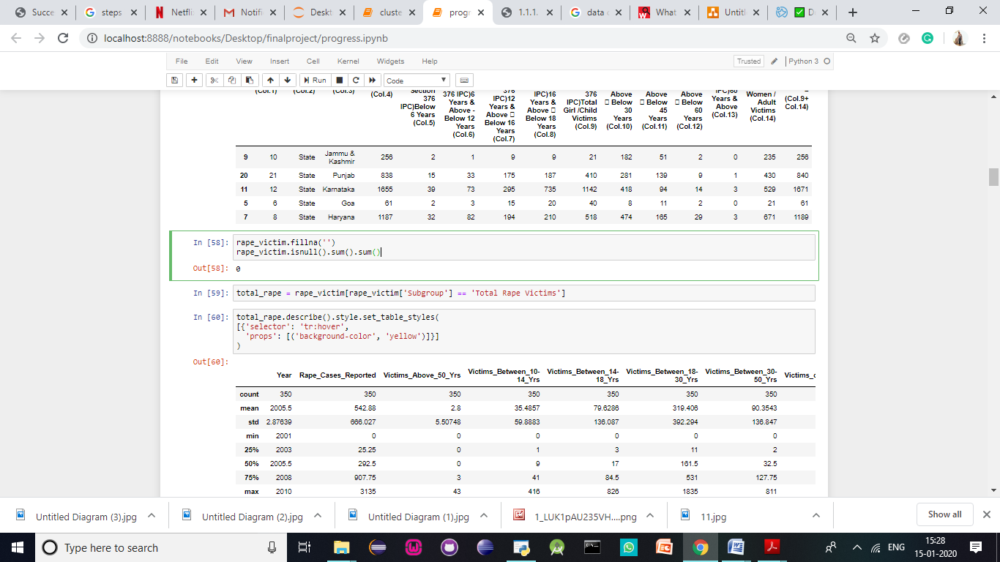 Succe
steps
Netfli
Notifi
Deskt
cluste
progr
1.1.1.
data c
What
Untitl
D
localhost:8888/notebooks/Desktop/finalproject/progress.ipynb
File Edit View Insert Cell Kernel Widgets Help
Trusted Python 3
Run Code
(Col.1) (Col.2) (Col.3) (Col.4) Section 376 IPC)Below 6 Years (Col.5) 376 IPC)6 Years & Above - Below 12 Years (Col.6) 376 IPC)12 Years & Above Below 16 Years (Col.7) IPC)16 Years & Above Below 18 Years (Col.8) 376 IPC)Total Girl /Child Victims (Col.9) Above Below 30 Years (Col.10) Above Below 45 Years (Col.11) Above Below 60 Years (Col.12) IPC)60 Years & Above (Col.13) Women / Adult Victims (Col.14) (Col.9+ Col.14)
9 10 State Jammu & Kashmir 256 2 1 9 9 21 182 51 2 0 235 256
20 21 State Punjab 838 15 33 175 187 410 281 139 9 1 430 840
11 12 State Karnataka 1655 39 73 295 735 1142 418 94 14 3 529 1671
5 6 State Goa 61 2 3 15 20 40 8 11 2 0 21 61
7 8 State Haryana 1187 32 82 194 210 518 474 165 29 3 671 1189
In [58]: rape_victim.fillna('')
rape_victim.isnull().sum().sum()
Out[58]: 0
In [59]: total_rape = rape_victim[rape_victim['Subgroup'] == 'Total Rape Victims']
In [60]: total_rape.describe().style.set_table_styles(
[{'selector': 'tr:hover',
'props': [('background-color', 'yellow')]}]
)
Out[60]:
Year Rape_Cases_Reported Victims_Above_50_Yrs Victims_Between_10-14_Yrs Victims_Between_14-18_Yrs Victims_Between_18-30_Yrs Victims_Between_30-50_Yrs Victims_
count 350 350 350 350 350 350 350
mean 2005.5 542.88 2.8 35.4857 79.6286 319.406 90.3543
std 2.87639 666.027 5.50748 59.8883 136.087 392.294 136.847
min 2001 0 0 0 0 0 0
25% 2003 25.25 0 1 3 11 2
50% 2005.5 292.5 0 9 17 161.5 32.5
75% 2008 907.75 3 41 84.5 531 127.75
max 2010 3135 43 416 826 1835 811
Untitled Diagram (3).jpg
Untitled Diagram (2).jpg
Untitled Diagram (1).jpg
1_LUK1pAU235VH....png
11.jpg
Show all
Type here to search
ENG
15:28
15-01-2020